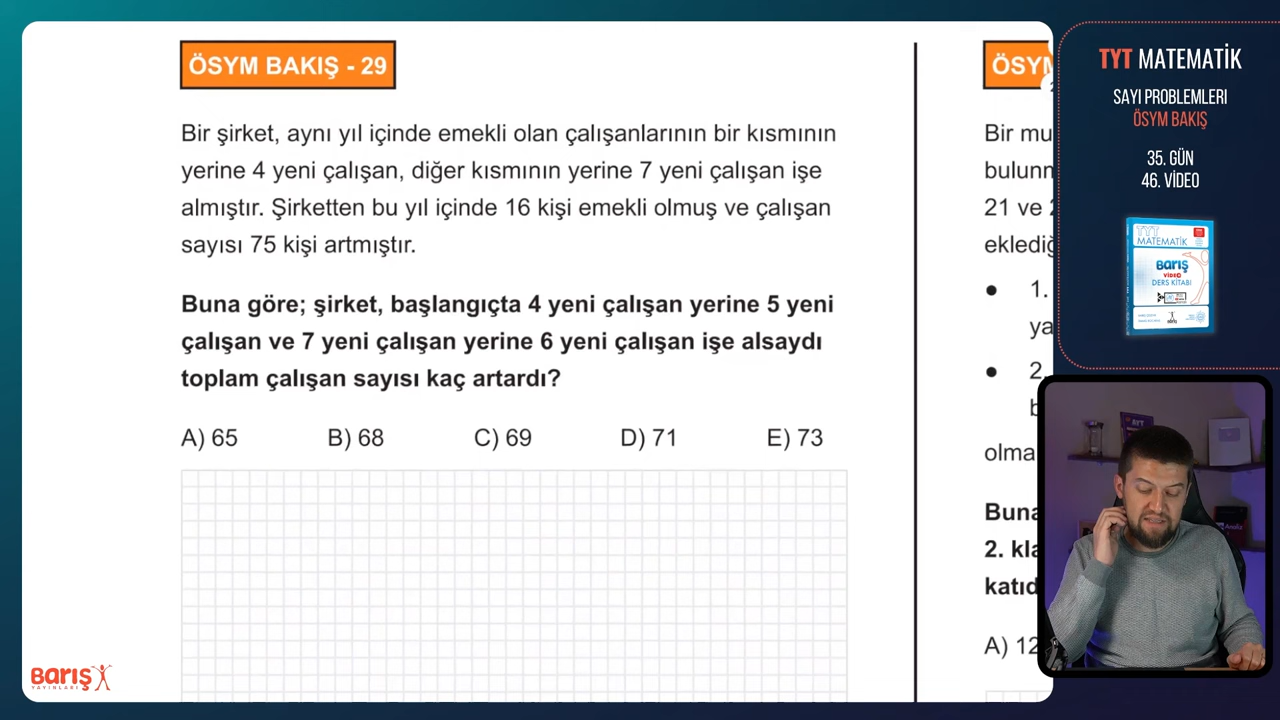 ÖSYM BAKIŞ - 29
Bir şirket, aynı yıl içinde emekli olan çalışanlarının bir kısmının
yerine 4 yeni çalışan, diğer kısmının yerine 7 yeni çalışan işe
almıştır. Şirketten bu yıl içinde 16 kişi emekli olmuş ve çalışan
sayısı 75 kişi artmıştır.
Buna göre; şirket, başlangıçta 4 yeni çalışan yerine 5 yeni
çalışan ve 7 yeni çalışan yerine 6 yeni çalışan işe alsaydı
toplam çalışan sayısı kaç artardı?
A) 65 B) 68 C) 69 D) 71 E) 73
BARIŞ
YAYINLARI
ÖSYM
Bir mu
bulunn
21 ve
eklediğ
● 1.
ya
● 2.
b
olma
Buna
2. kla
katıd
A) 12
TYT MATEMATİK
SAYI PROBLEMLERI
ÖSYM BAKIŞ
35. GÜN
46. VİDEO
TYT
MATEMATİK
BARIŞ
VİDEO
DERS KİTABI